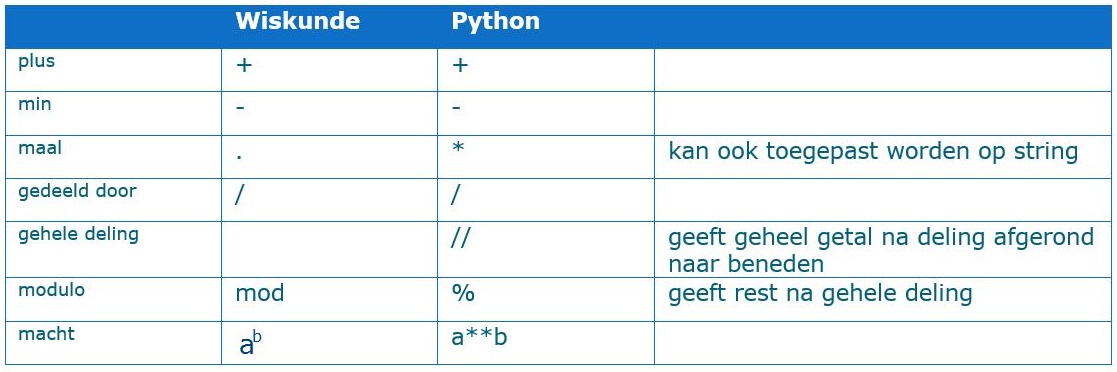 Wiskunde Python
plus + +
min - -
maal . * kan ook toegepast worden op string
gedeeld door / /
gehele deling // geeft geheel getal na deling afgerond
naar beneden
modulo mod % geeft rest na gehele deling
macht aᵇ a**b